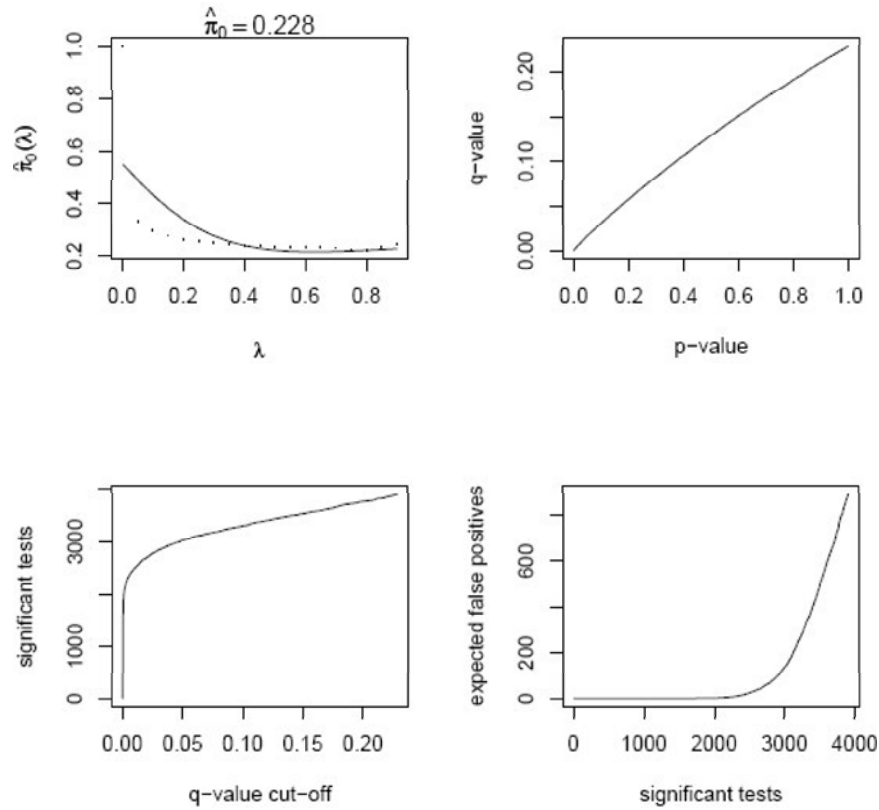 π̂₀ = 0.228
π̂₀(λ)
1.0
0.8
0.6
0.4
0.2
0.0 0.2 0.4 0.6 0.8
λ
q−value
0.20
0.10
0.00
0.0 0.2 0.4 0.6 0.8 1.0
p−value
significant tests
3000
1000
0
0.00 0.05 0.10 0.15 0.20
q−value cut−off
expected false positives
600
200
0
0 1000 2000 3000 4000
significant tests